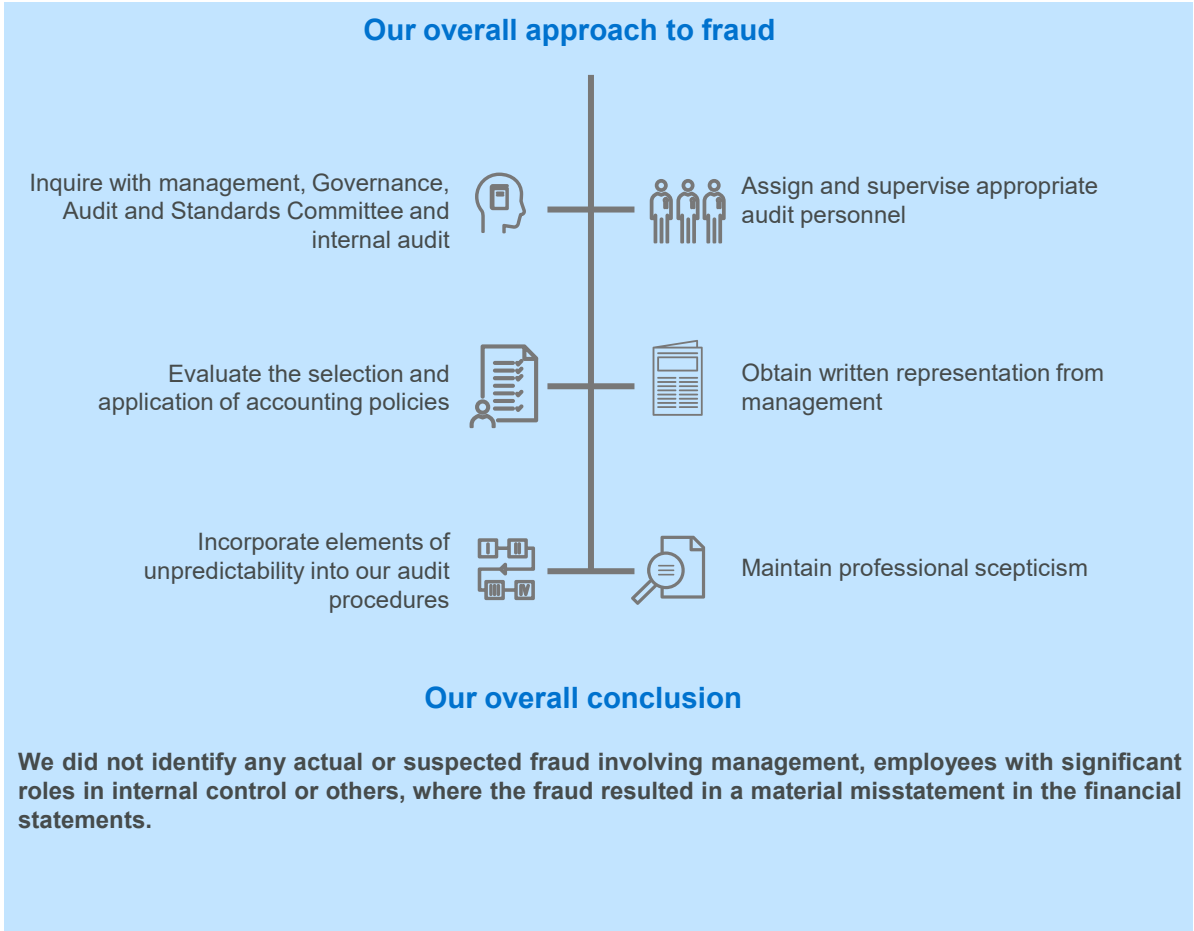 Our overall approach to fraud
Inquire with management, Governance,
Audit and Standards Committee and
internal audit
Assign and supervise appropriate
audit personnel
Evaluate the selection and
application of accounting policies
Obtain written representation from
management
Incorporate elements of
unpredictability into our audit
procedures
I
II
III
IV
Maintain professional scepticism
Our overall conclusion
We did not identify any actual or suspected fraud involving management, employees with significant
roles in internal control or others, where the fraud resulted in a material misstatement in the financial
statements.